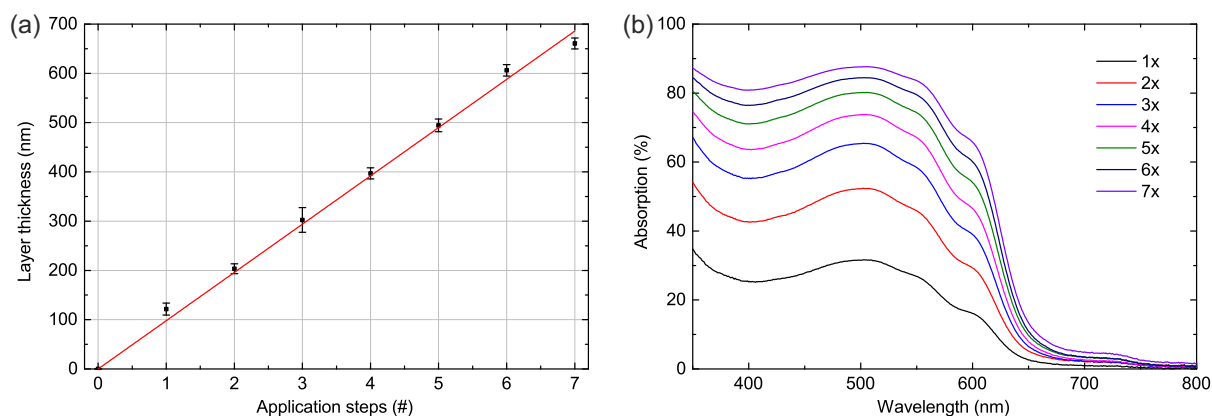 (a)
Layer thickness (nm)
700
600
500
400
300
200
100
0
0 1 2 3 4 5 6 7
Application steps (#)
(b)
Absorption (%)
100
80
60
40
20
0
400 500 600 700 800
Wavelength (nm)
1x
2x
3x
4x
5x
6x
7x